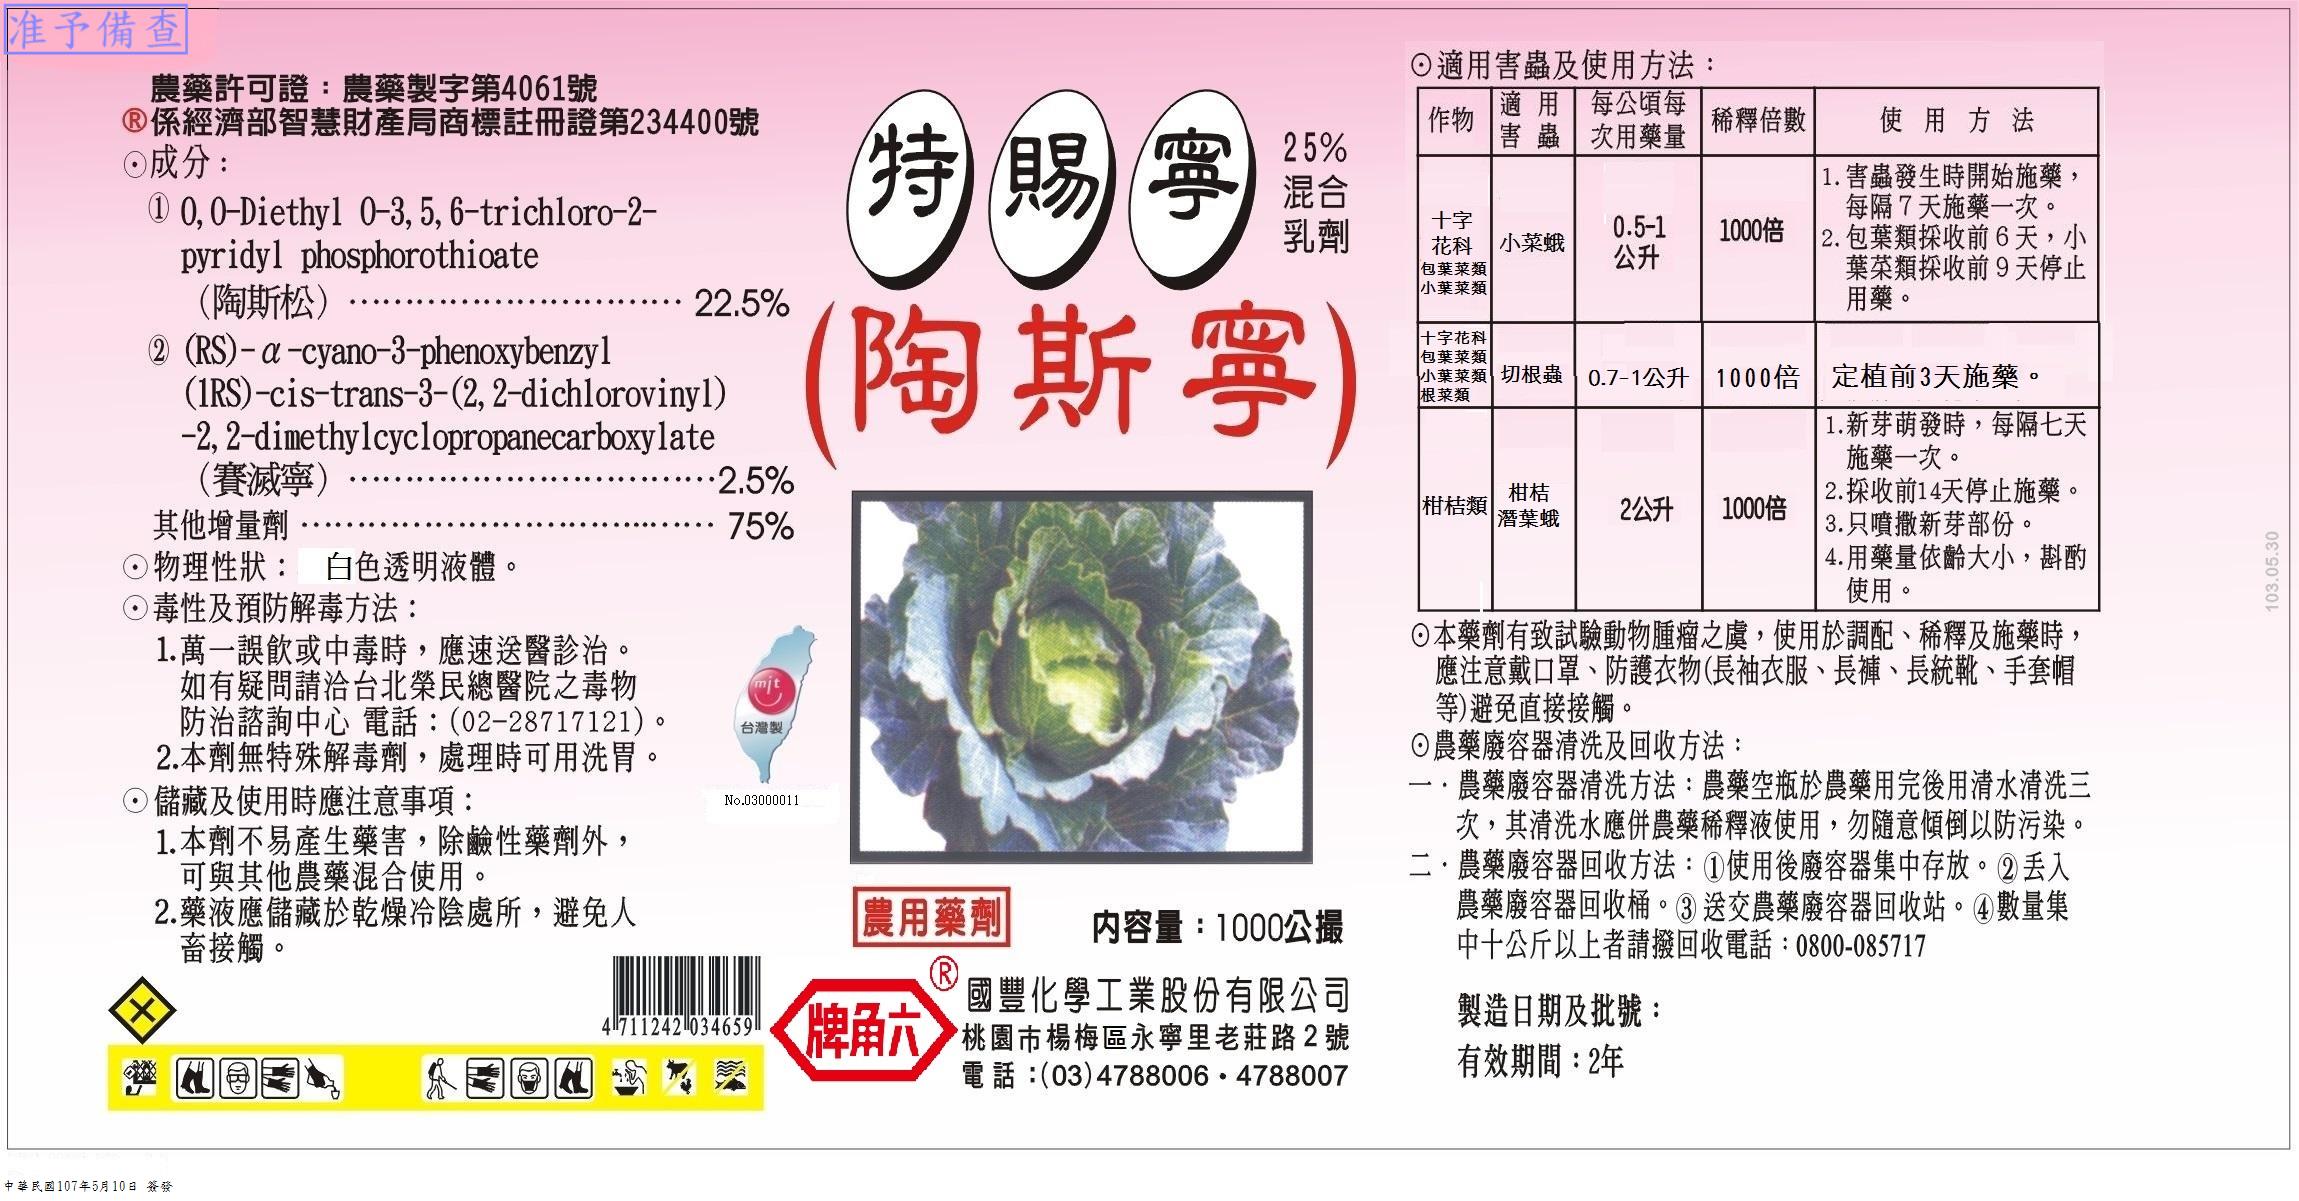 准予備查
農藥許可證：農藥製字第4061號
®係經濟部智慧財產局商標註冊證第234400號
⊙成分：
① O,O-Diethyl O-3,5,6-trichloro-2-
pyridyl phosphorothioate
（陶斯松）………………………… 22.5%
② (RS)-α-cyano-3-phenoxybenzyl
(1RS)-cis-trans-3-(2,2-dichlorovinyl)
-2,2-dimethylcyclopropanecarboxylate
（賽滅寧）……………………………2.5%
其他增量劑 ……………………………… 75%
⊙物理性狀：白色透明液體。
⊙毒性及預防解毒方法：
1.萬一誤飲或中毒時，應速送醫診治。
如有疑問請洽台北榮民總醫院之毒物
防治諮詢中心 電話：(02-28717121)。
2.本劑無特殊解毒劑，處理時可用洗胃。
⊙儲藏及使用時應注意事項：
1.本劑不易產生藥害，除鹼性藥劑外，
可與其他農藥混合使用。
2.藥液應儲藏於乾燥冷陰處所，避免人
畜接觸。
4 711242 034659
mit
台灣製
No.03000011
特賜寧
25%
混合
乳劑
(陶斯寧)
農用藥劑
內容量：1000公撮
牌角六
®
國豐化學工業股份有限公司
桃園市楊梅區永寧里老莊路2號
電話：(03)4788006・4788007
⊙適用害蟲及使用方法：
作物
適用
害蟲
每公頃每
次用藥量
稀釋倍數
使用方法
十字
花科
包葉菜類
小葉菜類
小菜蛾
0.5-1
公升
1000倍
1.害蟲發生時開始施藥，
每隔7天施藥一次。
2.包葉類採收前6天，小
葉菜類採收前9天停止
用藥。
十字花科
包葉菜類
小葉菜類
根菜類
切根蟲
0.7-1公升
1000倍
定植前3天施藥。
柑桔類
柑桔
潛葉蛾
2公升
1000倍
1.新芽萌發時，每隔七天
施藥一次。
2.採收前14天停止施藥。
3.只噴撒新芽部份。
4.用藥量依齡大小，斟酌
使用。
⊙本藥劑有致試驗動物腫瘤之虞，使用於調配、稀釋及施藥時，
應注意戴口罩、防護衣物(長袖衣服、長褲、長統靴、手套帽
等)避免直接接觸。
⊙農藥廢容器清洗及回收方法：
一．農藥廢容器清洗方法：農藥空瓶於農藥用完後用清水清洗三
次，其清洗水應併農藥稀釋液使用，勿隨意傾倒以防污染。
二．農藥廢容器回收方法：①使用後廢容器集中存放。②丟入
農藥廢容器回收桶。③送交農藥廢容器回收站。④數量集
中十公斤以上者請撥回收電話：0800-085717
製造日期及批號：
有效期間：2年
103.05.30
中華民國107年5月10日 簽發